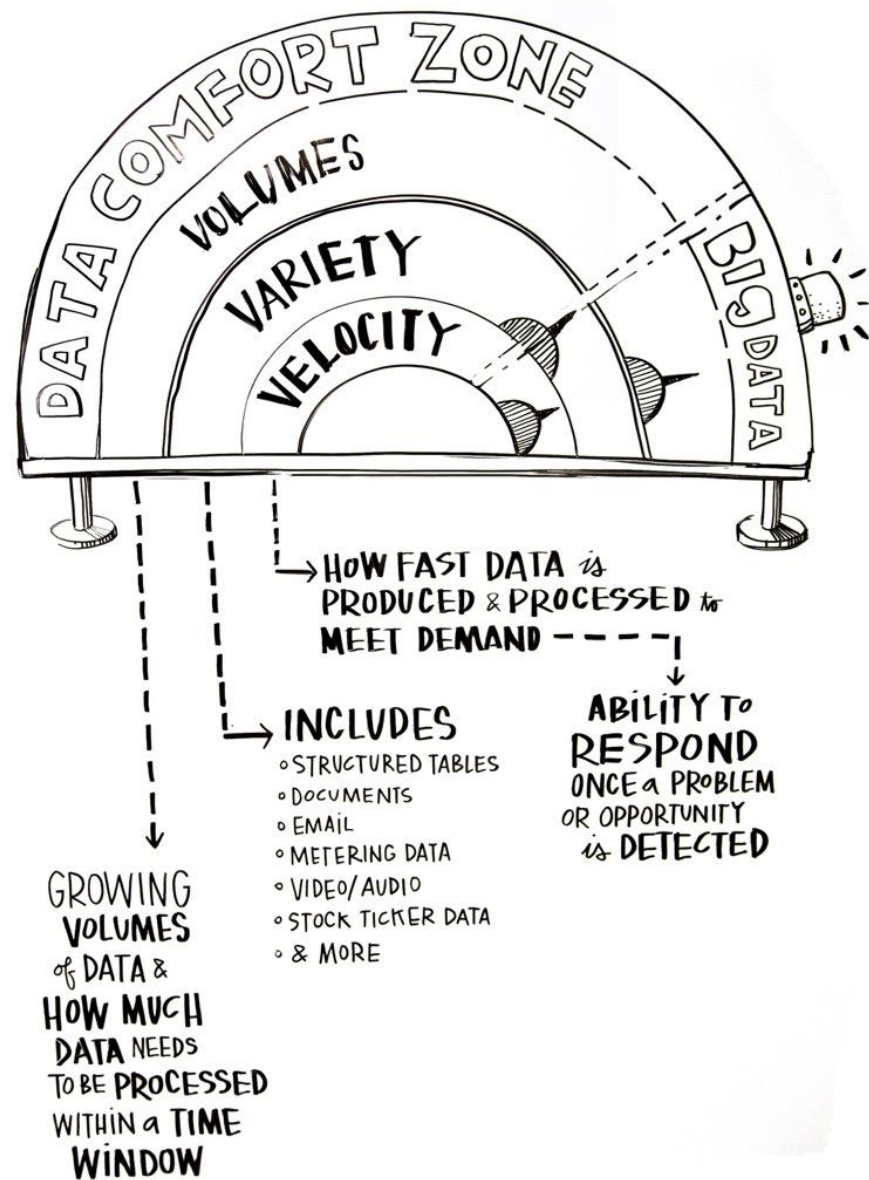 DATA COMFORT ZONE
BIG DATA
VOLUMES
VARIETY
VELOCITY
HOW FAST DATA is
PRODUCED & PROCESSED to
MEET DEMAND
ABILITY TO
RESPOND
ONCE a PROBLEM
OR OPPORTUNITY
is DETECTED
INCLUDES
STRUCTURED TABLES
DOCUMENTS
EMAIL
METERING DATA
VIDEO/AUDIO
STOCK TICKER DATA
& MORE
GROWING
VOLUMES
of DATA &
HOW MUCH
DATA NEEDS
TO BE PROCESSED
WITHIN a TIME
WINDOW